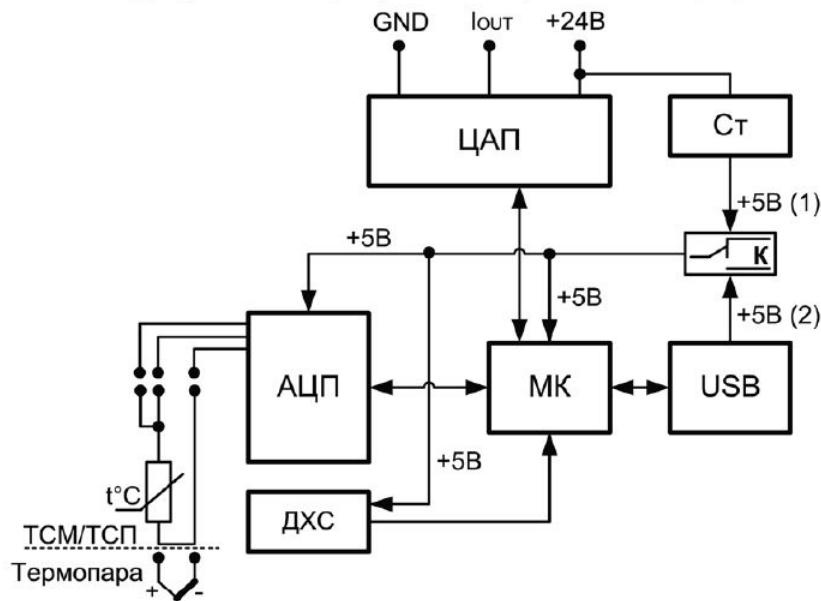 GND IOUT +24В
ЦАП
Ст
+5В (1)
+5В
К
+5В
+5В (2)
АЦП
МК
USB
+5В
t°C
ДХС
ТСМ/ТСП
Термопара
+ -